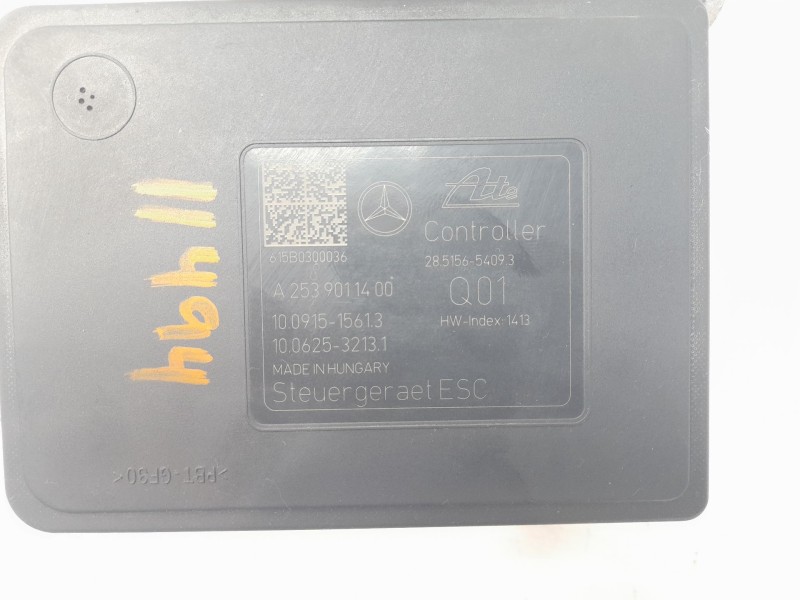 Ate
Controller
615B0300036
28.5156-5409.3
A 253 901 14 00
Q01
10.0915-1561.3
HW-Index: 1413
10.0625-3213.1
MADE IN HUNGARY
Steuergeraet ESC
>PBT-GF30<